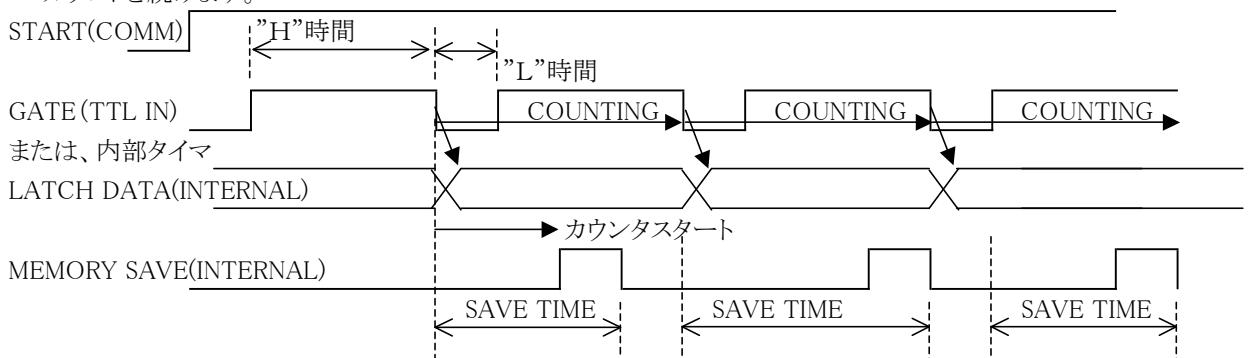 START(COMM)
"H"時間
"L"時間
GATE(TTL IN)
COUNTING
COUNTING
COUNTING
または、内部タイマ
LATCH DATA(INTERNAL)
カウンタスタート
MEMORY SAVE(INTERNAL)
SAVE TIME
SAVE TIME
SAVE TIME